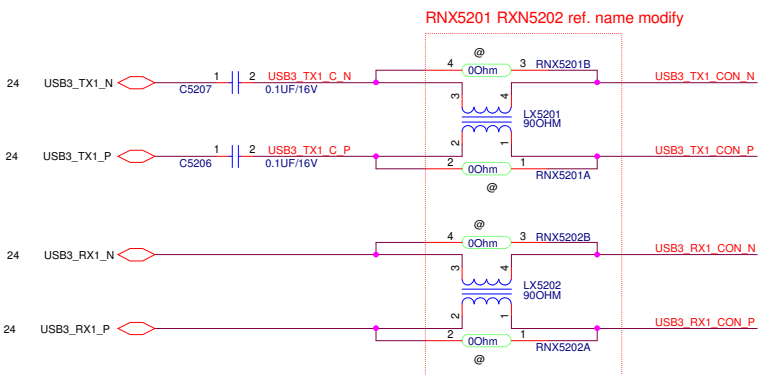 RNX5201 RXN5202 ref. name modify
@
4 0Ohm 3 RNX5201B
24 USB3_TX1_N 1 2 USB3_TX1_C_N USB3_TX1_CON_N
C5207 0.1UF/16V
3 4
LX5201
90OHM
2 1
24 USB3_TX1_P 1 2 USB3_TX1_C_P USB3_TX1_CON_P
C5206 0.1UF/16V
2 0Ohm 1
RNX5201A
@
@
4 0Ohm 3 RNX5202B
24 USB3_RX1_N USB3_RX1_CON_N
3 4
LX5202
90OHM
2 1
24 USB3_RX1_P USB3_RX1_CON_P
2 0Ohm 1
RNX5202A
@